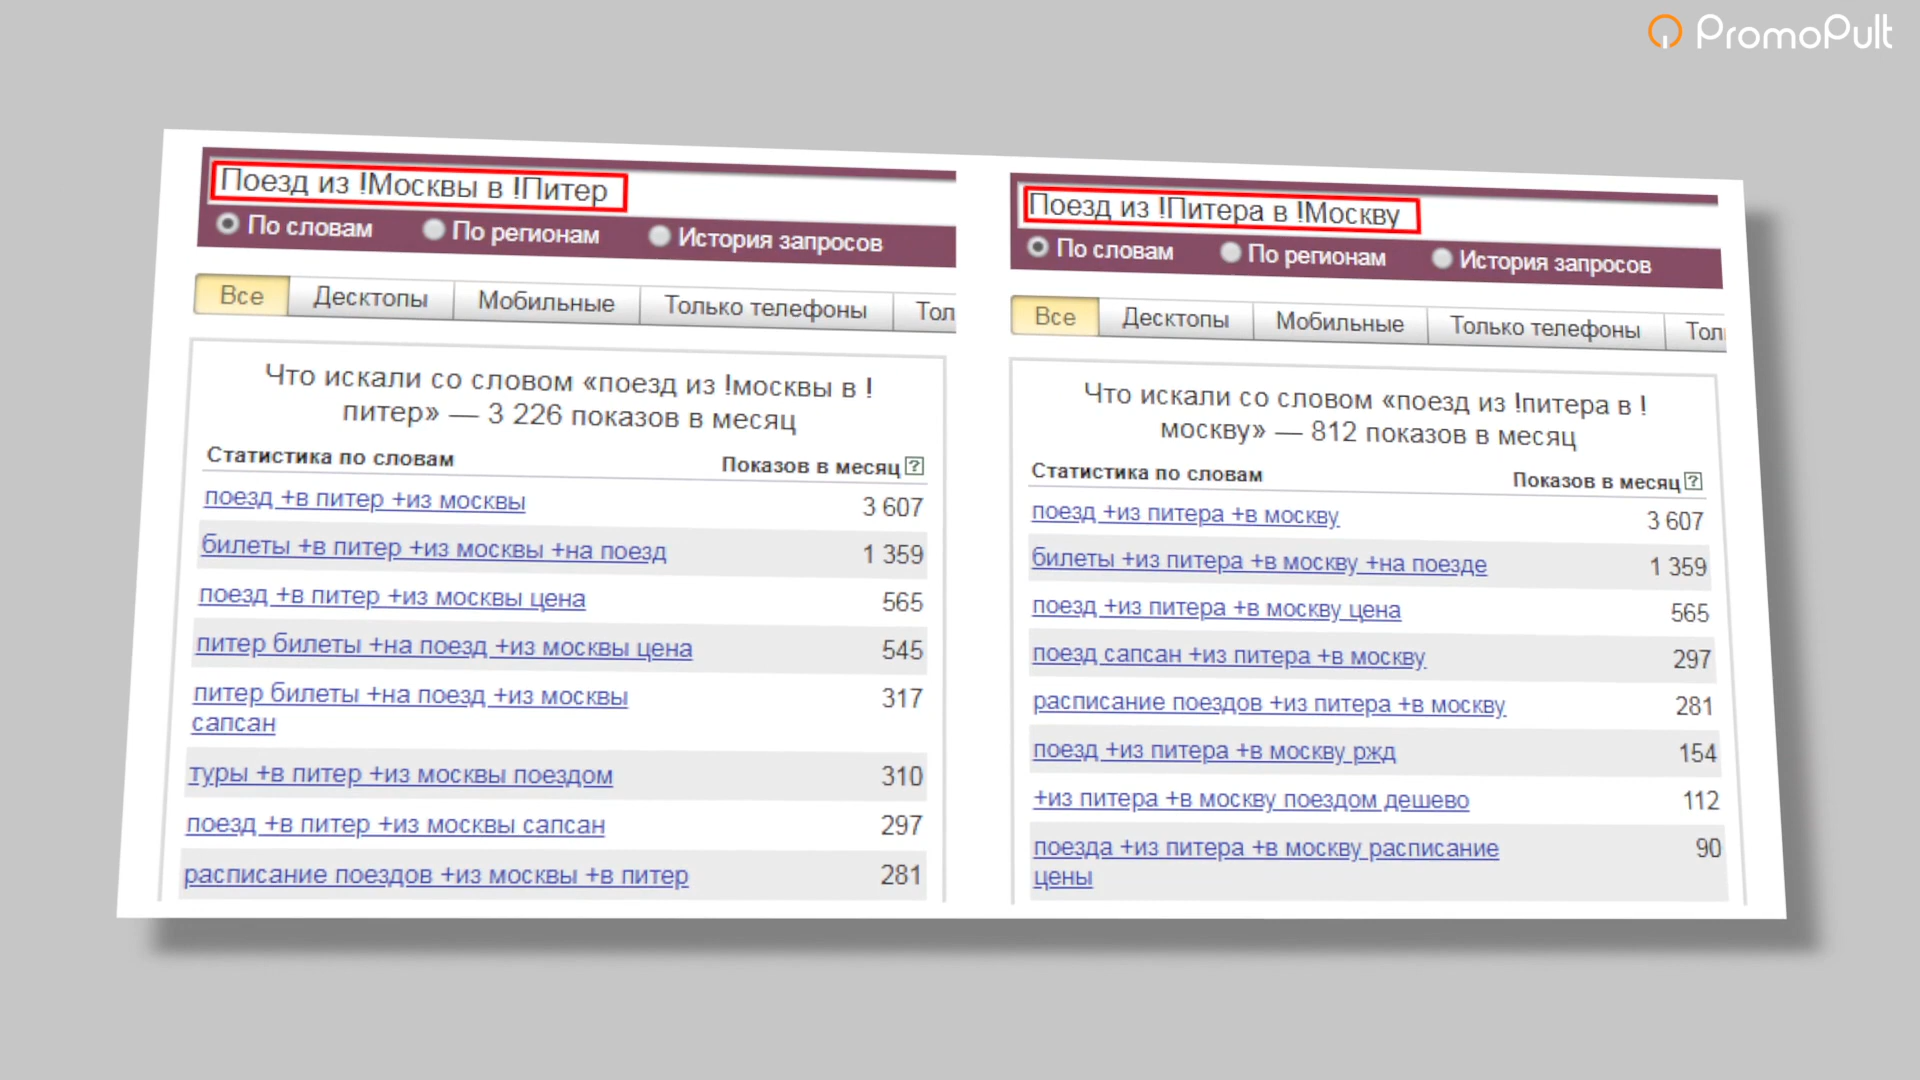 PromoPult
Поезд из !Москвы в !Питер
По словам По регионам История запросов
Все Десктопы Мобильные Только телефоны Тол
Что искали со словом «поезд из !москвы в !
питер» — 3 226 показов в месяц
Статистика по словам Показов в месяц ?
поезд +в питер +из москвы 3 607
билеты +в питер +из москвы +на поезд 1 359
поезд +в питер +из москвы цена 565
питер билеты +на поезд +из москвы цена 545
питер билеты +на поезд +из москвы 317
сапсан
туры +в питер +из москвы поездом 310
поезд +в питер +из москвы сапсан 297
расписание поездов +из москвы +в питер 281
Поезд из !Питера в !Москву
По словам По регионам История запросов
Все Десктопы Мобильные Только телефоны Тол
Что искали со словом «поезд из !питера в !
москву» — 812 показов в месяц
Статистика по словам Показов в месяц ?
поезд +из питера +в москву 3 607
билеты +из питера +в москву +на поезде 1 359
поезд +из питера +в москву цена 565
поезд сапсан +из питера +в москву 297
расписание поездов +из питера +в москву 281
поезд +из питера +в москву ржд 154
+из питера +в москву поездом дешево 112
поезда +из питера +в москву расписание 90
цены